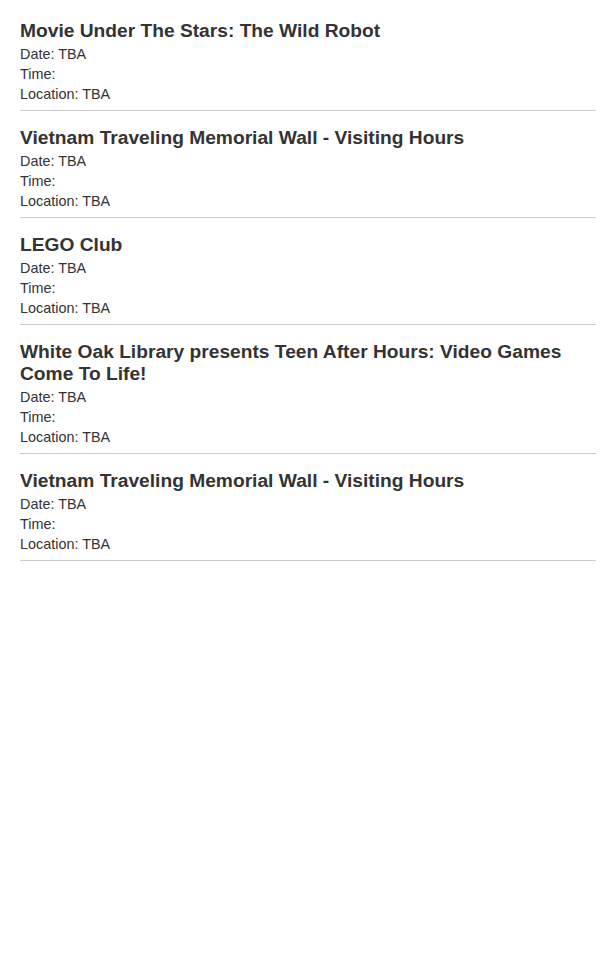 Movie Under The Stars: The Wild Robot
Date: TBA
Time:
Location: TBA
Vietnam Traveling Memorial Wall - Visiting Hours
Date: TBA
Time:
Location: TBA
LEGO Club
Date: TBA
Time:
Location: TBA
White Oak Library presents Teen After Hours: Video Games
Come To Life!
Date: TBA
Time:
Location: TBA
Vietnam Traveling Memorial Wall - Visiting Hours
Date: TBA
Time:
Location: TBA